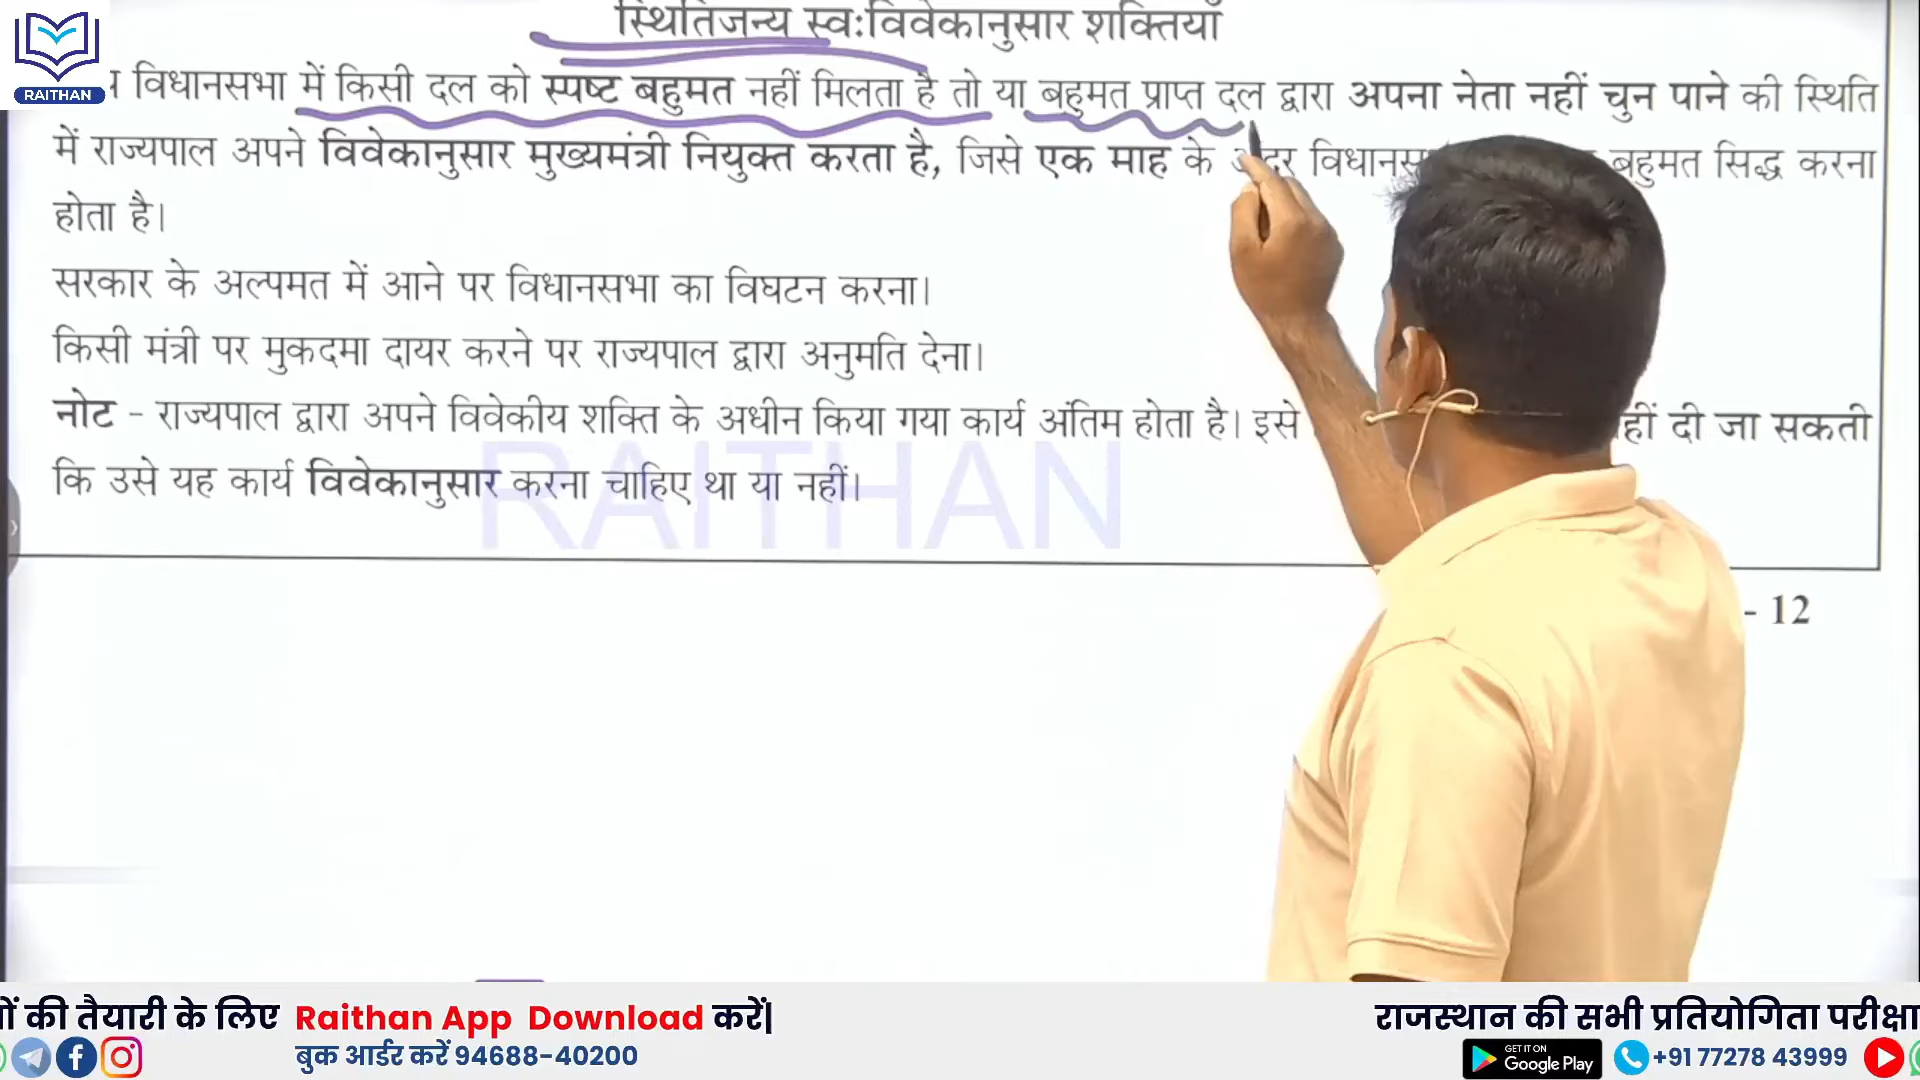 स्थितिजन्य स्व:विवेकानुसार शक्तियाँ
RAITHAN
विधानसभा में किसी दल को स्पष्ट बहुमत नहीं मिलता है तो या बहुमत प्राप्त दल द्वारा अपना नेता नहीं चुन पाने की स्थिति
में राज्यपाल अपने विवेकानुसार मुख्यमंत्री नियुक्त करता है, जिसे एक माह के बहुमत सिद्ध करना
होता है।
सरकार के अल्पमत में आने पर विधानसभा का विघटन करना।
किसी मंत्री पर मुकदमा दायर करने पर राज्यपाल द्वारा अनुमति देना।
नोट - राज्यपाल द्वारा अपने विवेकीय शक्ति के अधीन किया गया कार्य अंतिम होता है। इसे दी जा सकती
कि उसे यह कार्य विवेकानुसार करना चाहिए था या नहीं।
RAITHAN
- 12
की तैयारी के लिए Raithan App Download करें|
राजस्थान की सभी प्रतियोगिता
बुक आर्डर करें 94688-40200
GET IT ON
Google Play
+91 77278 43999